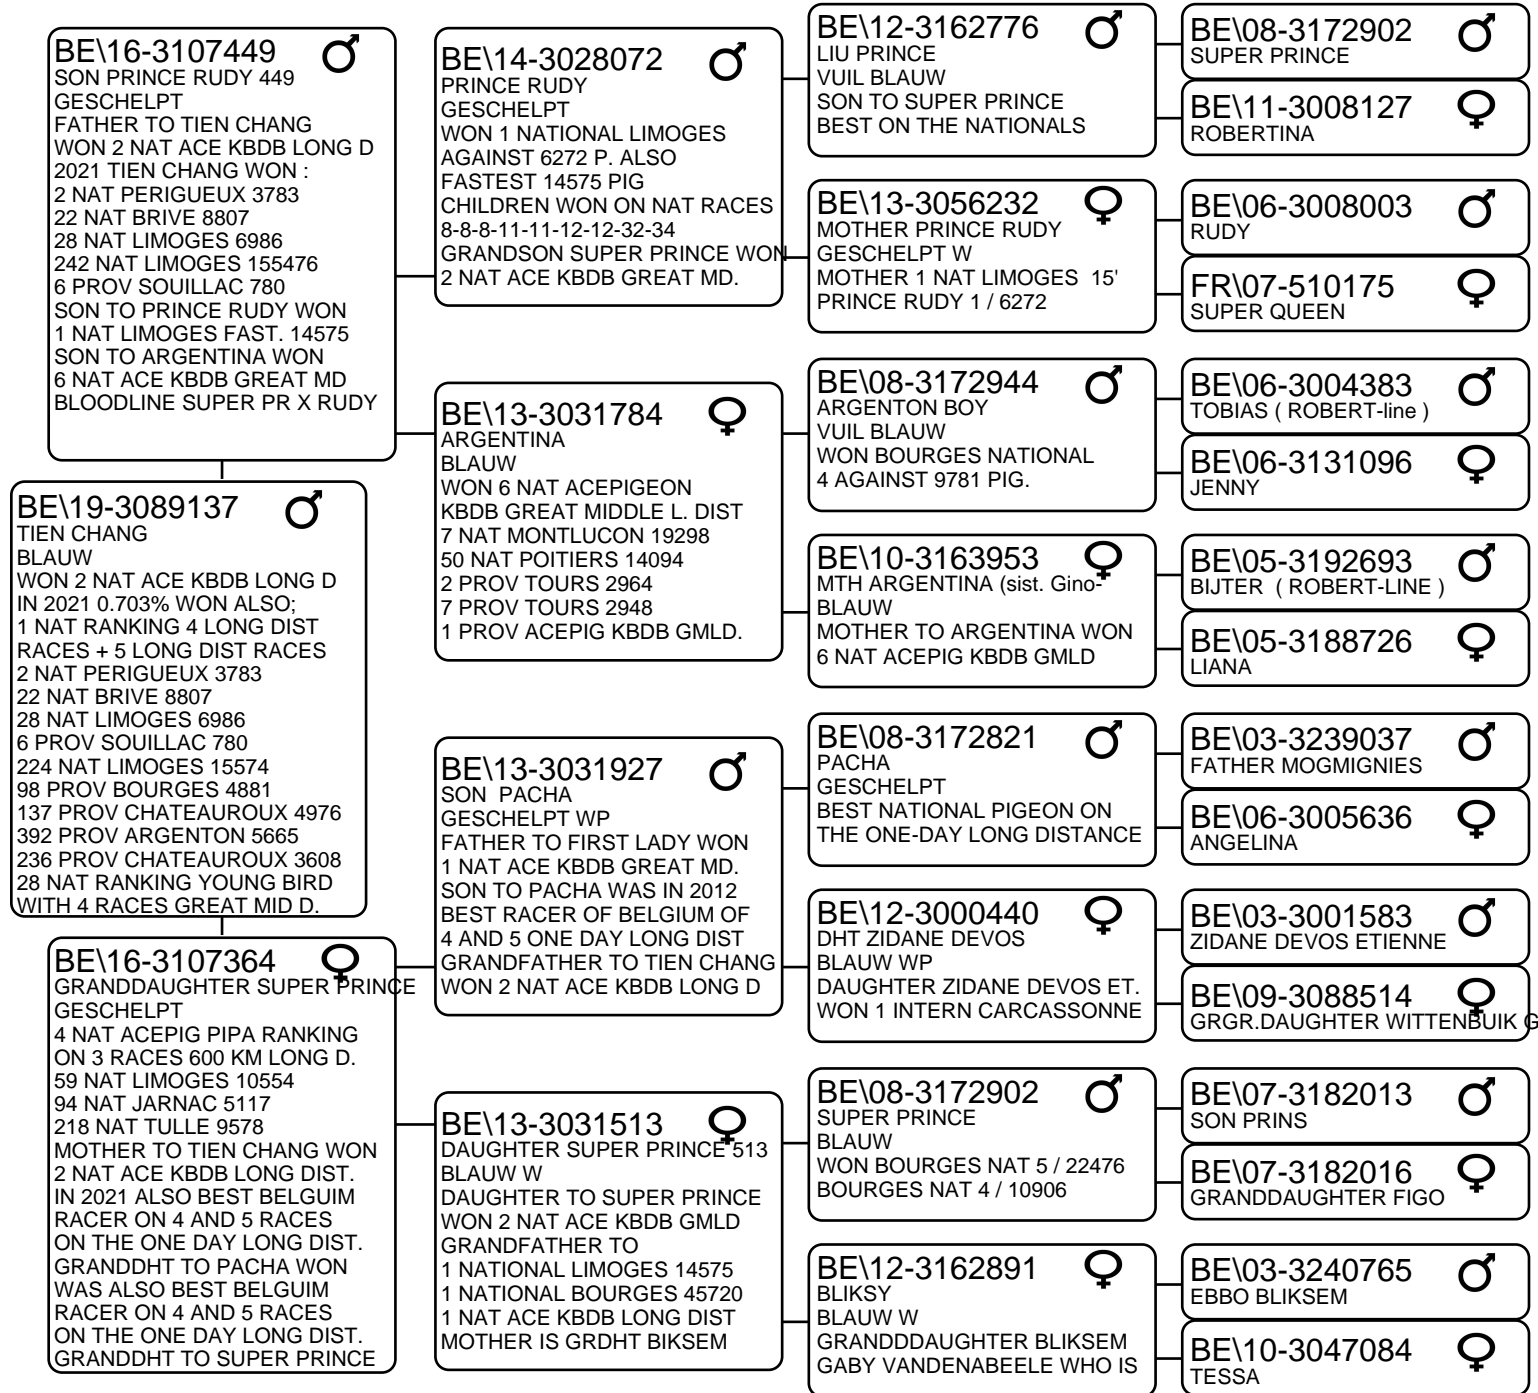 BE\16-3107449
SON PRINCE RUDY 449
GESCHELPT
FATHER TO TIEN CHANG
WON 2 NAT ACE KBDB LONG D
2021 TIEN CHANG WON :
2 NAT PERIGUEUX 3783
22 NAT BRIVE 8807
28 NAT LIMOGES 6986
242 NAT LIMOGES 155476
6 PROV SOUILLAC 780
SON TO PRINCE RUDY WON
1 NAT LIMOGES FAST. 14575
SON TO ARGENTINA WON
6 NAT ACE KBDB GREAT MD
BLOODLINE SUPER PR X RUDY
BE\19-3089137
TIEN CHANG
BLAUW
WON 2 NAT ACE KBDB LONG D
IN 2021 0.703% WON ALSO;
1 NAT RANKING 4 LONG DIST
RACES + 5 LONG DIST RACES
2 NAT PERIGUEUX 3783
22 NAT BRIVE 8807
28 NAT LIMOGES 6986
6 PROV SOUILLAC 780
224 NAT LIMOGES 15574
98 PROV BOURGES 4881
137 PROV CHATEAUROUX 4976
392 PROV ARGENTON 5665
236 PROV CHATEAUROUX 3608
28 NAT RANKING YOUNG BIRD
WITH 4 RACES GREAT MID D.
BE\16-3107364
GRANDDAUGHTER SUPER PRINCE
GESCHELPT
4 NAT ACEPIG PIPA RANKING
ON 3 RACES 600 KM LONG D.
59 NAT LIMOGES 10554
94 NAT JARNAC 5117
218 NAT TULLE 9578
MOTHER TO TIEN CHANG WON
2 NAT ACE KBDB LONG DIST.
IN 2021 ALSO BEST BELGUIM
RACER ON 4 AND 5 RACES
ON THE ONE DAY LONG DIST.
GRANDDHT TO PACHA WON
WAS ALSO BEST BELGUIM
RACER ON 4 AND 5 RACES
ON THE ONE DAY LONG DIST.
GRANDDHT TO SUPER PRINCE
BE\14-3028072
PRINCE RUDY
GESCHELPT
WON 1 NATIONAL LIMOGES
AGAINST 6272 P. ALSO
FASTEST 14575 PIG
CHILDREN WON ON NAT RACES
8-8-8-11-11-12-12-32-34
GRANDSON SUPER PRINCE WON
2 NAT ACE KBDB GREAT MD.
BE\13-3031784
ARGENTINA
BLAUW
WON 6 NAT ACEPIGEON
KBDB GREAT MIDDLE L. DIST
7 NAT MONTLUCON 19298
50 NAT POITIERS 14094
2 PROV TOURS 2964
7 PROV TOURS 2948
1 PROV ACEPIG KBDB GMLD.
BE\13-3031927
SON  PACHA
GESCHELPT WP
FATHER TO FIRST LADY WON
1 NAT ACE KBDB GREAT MD.
SON TO PACHA WAS IN 2012
BEST RACER OF BELGIUM OF
4 AND 5 ONE DAY LONG DIST
GRANDFATHER TO TIEN CHANG
WON 2 NAT ACE KBDB LONG D
BE\13-3031513
DAUGHTER SUPER PRINCE 513
BLAUW W
DAUGHTER TO SUPER PRINCE
WON 2 NAT ACE KBDB GMLD
GRANDFATHER TO
1 NATIONAL LIMOGES 14575
1 NATIONAL BOURGES 45720
1 NAT ACE KBDB LONG DIST
MOTHER IS GRDHT BIKSEM
BE\12-3162776
LIU PRINCE
VUIL BLAUW
SON TO SUPER PRINCE
BEST ON THE NATIONALS
BE\13-3056232
MOTHER PRINCE RUDY
GESCHELPT W
MOTHER 1 NAT LIMOGES  15'
PRINCE RUDY 1 / 6272
BE\08-3172944
ARGENTON BOY
VUIL BLAUW
WON BOURGES NATIONAL
4 AGAINST 9781 PIG.
BE\10-3163953
MTH ARGENTINA (sist. Gino-
BLAUW
MOTHER TO ARGENTINA WON
6 NAT ACEPIG KBDB GMLD
BE\08-3172821
PACHA
GESCHELPT
BEST NATIONAL PIGEON ON
THE ONE-DAY LONG DISTANCE
BE\12-3000440
DHT ZIDANE DEVOS
BLAUW WP
DAUGHTER ZIDANE DEVOS ET.
WON 1 INTERN CARCASSONNE
BE\08-3172902
SUPER PRINCE
BLAUW
WON BOURGES NAT 5 / 22476
BOURGES NAT 4 / 10906
BE\12-3162891
BLIKSY
BLAUW W
GRANDDDAUGHTER BLIKSEM
GABY VANDENABEELE WHO IS
BE\08-3172902
SUPER PRINCE
BE\11-3008127
ROBERTINA
BE\06-3008003
RUDY
FR\07-510175
SUPER QUEEN
BE\06-3004383
TOBIAS ( ROBERT-line )
BE\06-3131096
JENNY
BE\05-3192693
BIJTER  ( ROBERT-LINE )
BE\05-3188726
LIANA
BE\03-3239037
FATHER MOGMIGNIES
BE\06-3005636
ANGELINA
BE\03-3001583
ZIDANE DEVOS ETIENNE
BE\09-3088514
GRGR.DAUGHTER WITTENBUIK G
BE\07-3182013
SON PRINS
BE\07-3182016
GRANDDAUGHTER FIGO
BE\03-3240765
EBBO BLIKSEM
BE\10-3047084
TESSA